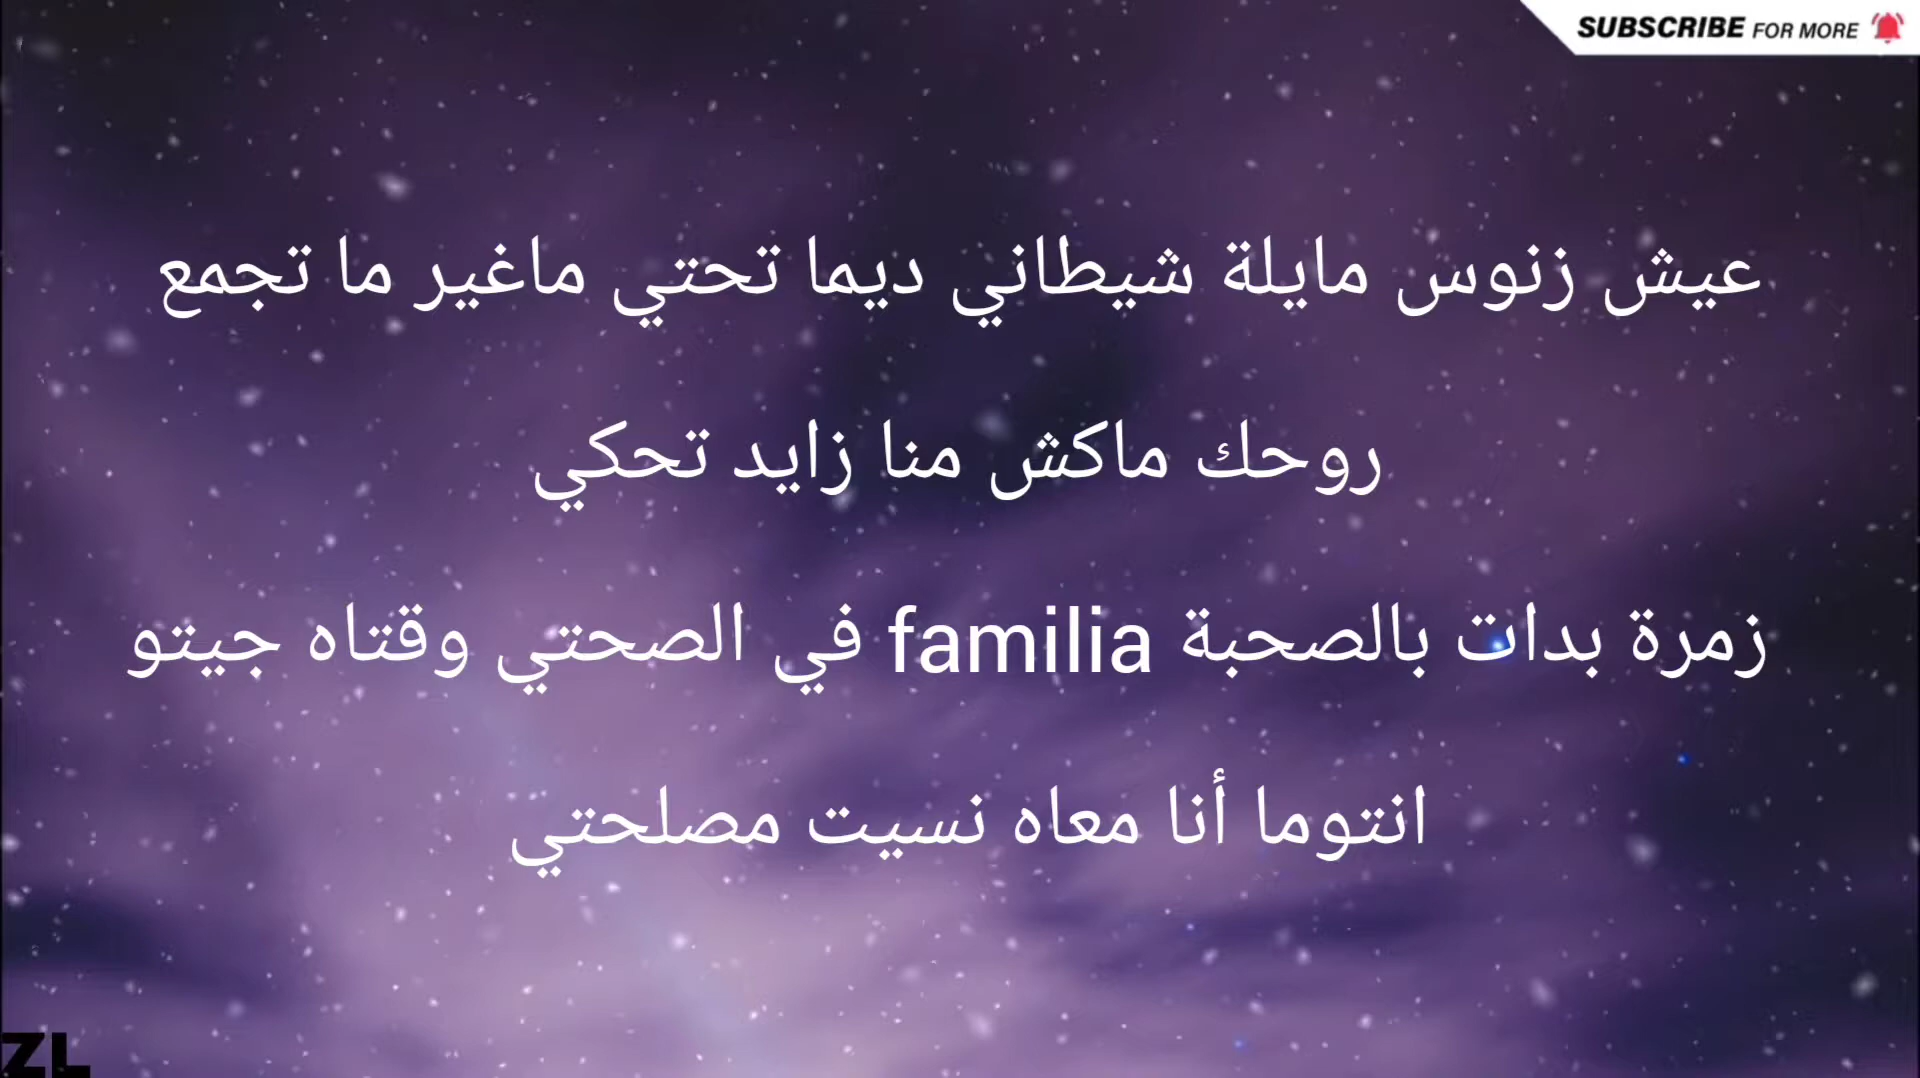 SUBSCRIBE FOR MORE
عيش زنوس مايلة شيطاني ديما تحتي ماغير ما تجمع
روحك ماكش منا زايد تحكي
زمرة بدات بالصحبة familia في الصحتي وقتاه جيتو
انتوما أنا معاه نسيت مصلحتي
ZL